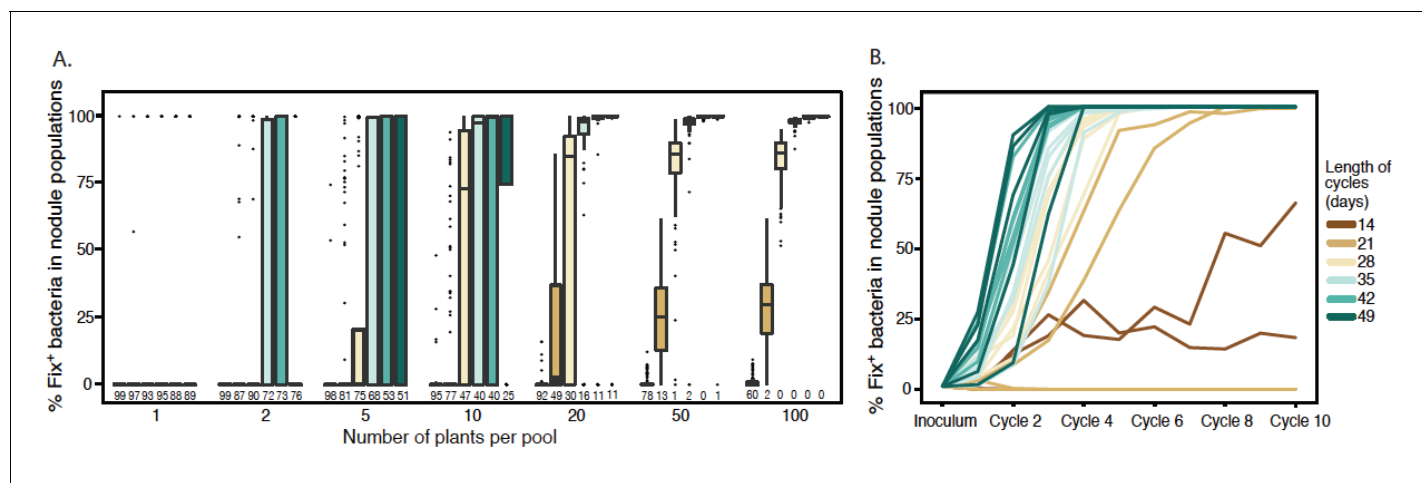 A.
% Fix+ bacteria in nodule populations
100
75
50
25
0
99 97 93 95 88 89
99 87 90 72 73 76
98 81 75 68 53 51
95 77 47 40 40 25
92 49 30 16 11 11
78 13 1 2 0 1
60 2 0 0 0 0
1 2 5 10 20 50 100
Number of plants per pool
B.
% Fix+ bacteria in nodule populations
100
75
50
25
0
Inoculum Cycle 2 Cycle 4 Cycle 6 Cycle 8 Cycle 10
Length of
cycles
(days)
14
21
28
35
42
49